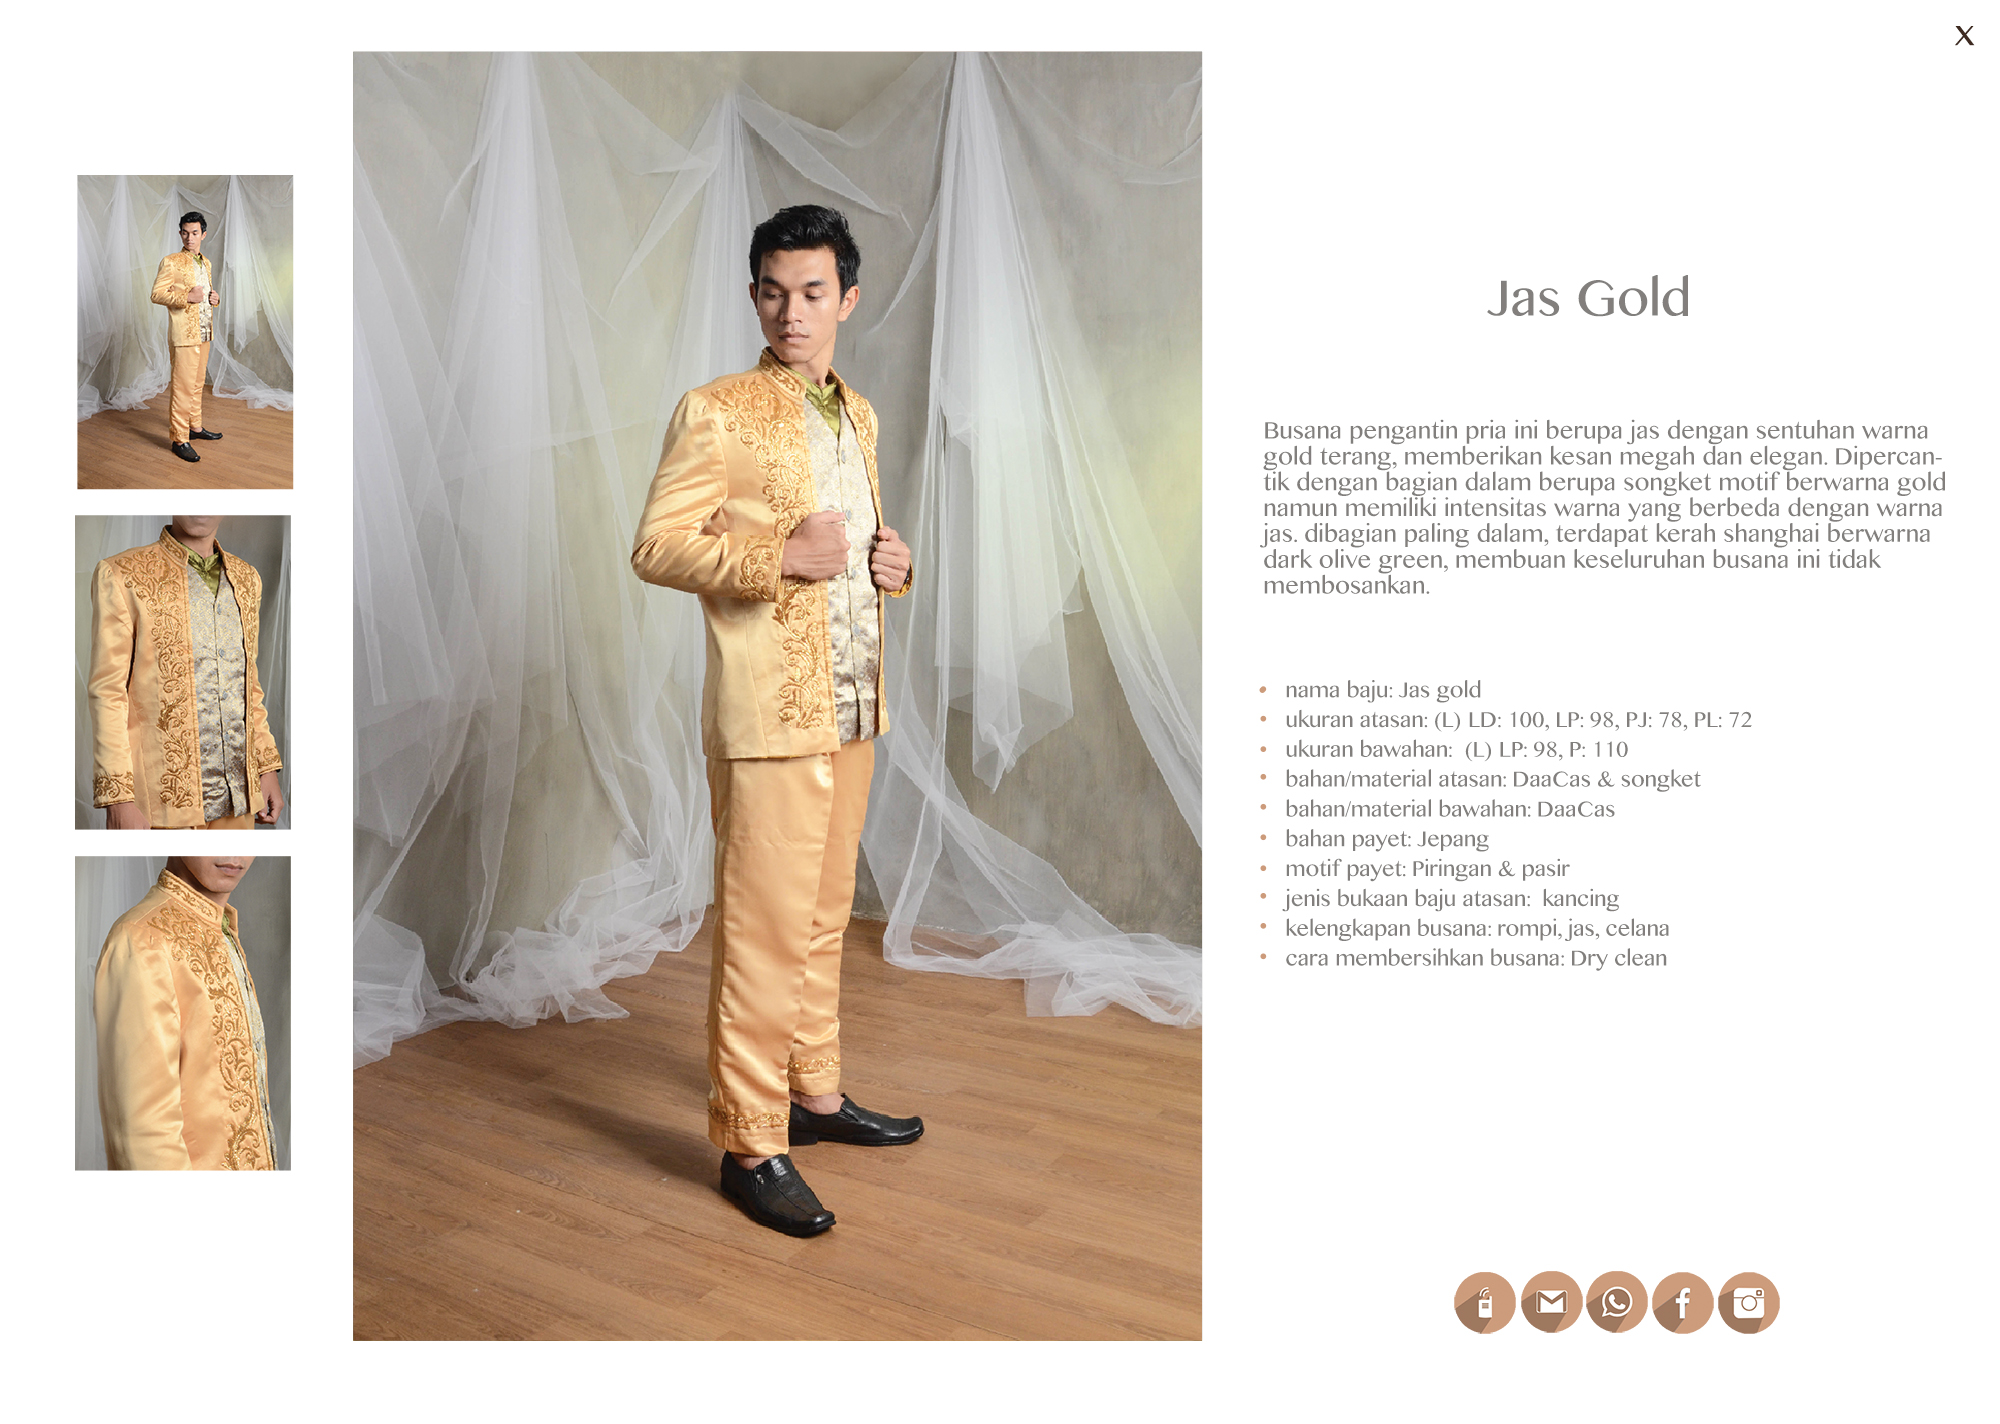 X
Jas Gold
Busana pengantin pria ini berupa jas dengan sentuhan warna
gold terang, memberikan kesan megah dan elegan. Dipercan-
tik dengan bagian dalam berupa songket motif berwarna gold
namun memiliki intensitas warna yang berbeda dengan warna
jas. dibagian paling dalam, terdapat kerah shanghai berwarna
dark olive green, membuan keseluruhan busana ini tidak
membosankan.
• nama baju: Jas gold
• ukuran atasan: (L) LD: 100, LP: 98, PJ: 78, PL: 72
• ukuran bawahan:  (L) LP: 98, P: 110
• bahan/material atasan: DaaCas & songket
• bahan/material bawahan: DaaCas
• bahan payet: Jepang
• motif payet: Piringan & pasir
• jenis bukaan baju atasan:  kancing
• kelengkapan busana: rompi, jas, celana
• cara membersihkan busana: Dry clean